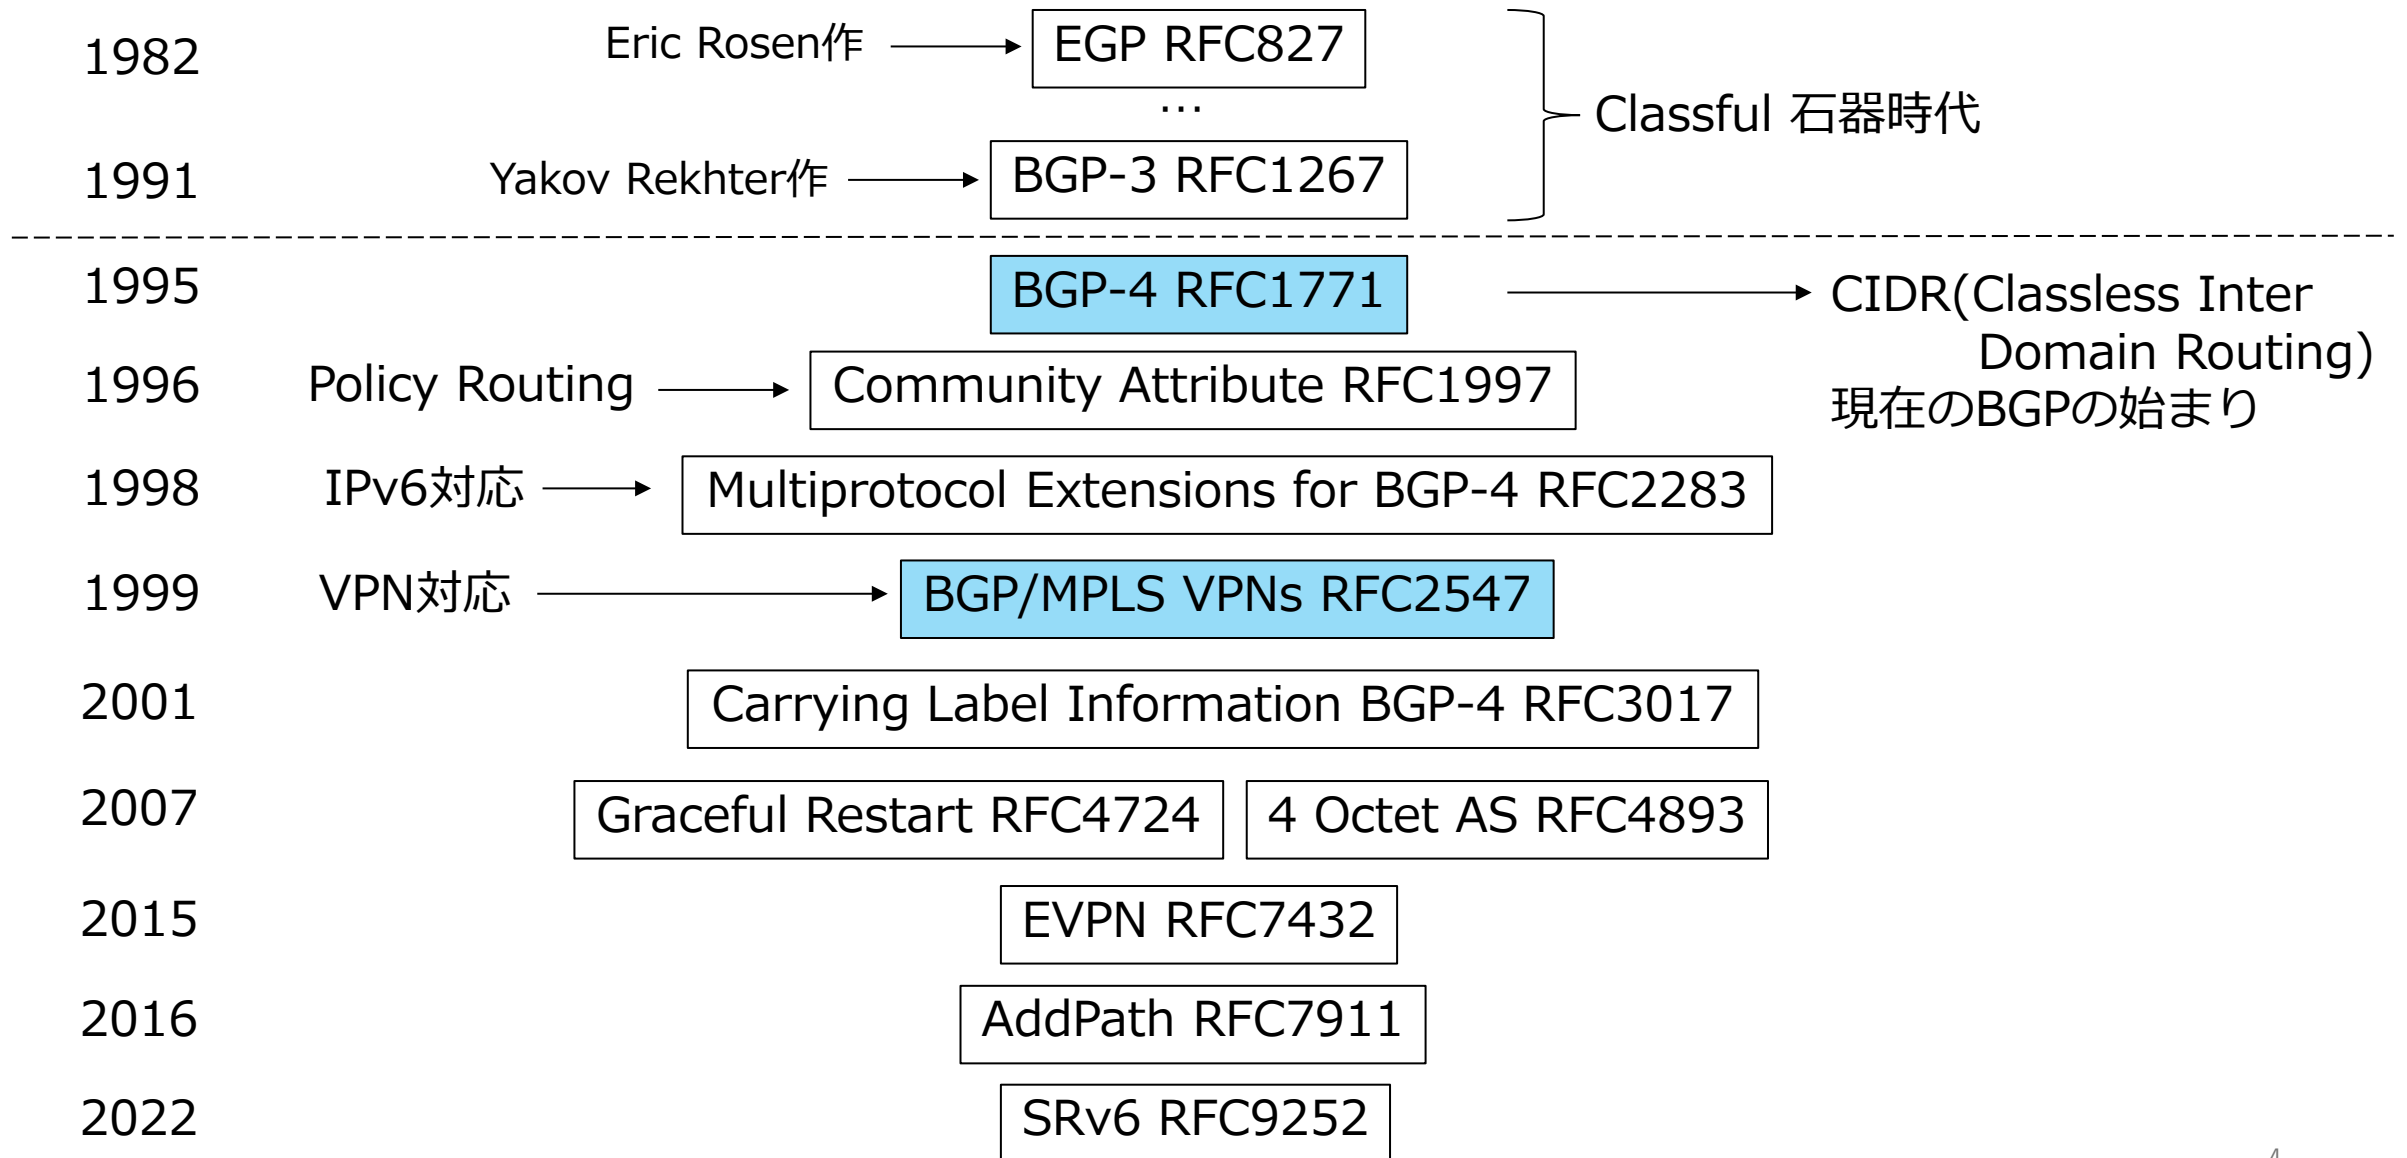 1982
Eric Rosen作
EGP RFC827
…
Classful 石器時代
1991
Yakov Rekhter作
BGP-3 RFC1267
1995
BGP-4 RFC1771
CIDR(Classless Inter
Domain Routing)
現在のBGPの始まり
1996
Policy Routing
Community Attribute RFC1997
1998
IPv6対応
Multiprotocol Extensions for BGP-4 RFC2283
1999
VPN対応
BGP/MPLS VPNs RFC2547
2001
Carrying Label Information BGP-4 RFC3017
2007
Graceful Restart RFC4724
4 Octet AS RFC4893
2015
EVPN RFC7432
2016
AddPath RFC7911
2022
SRv6 RFC9252
4